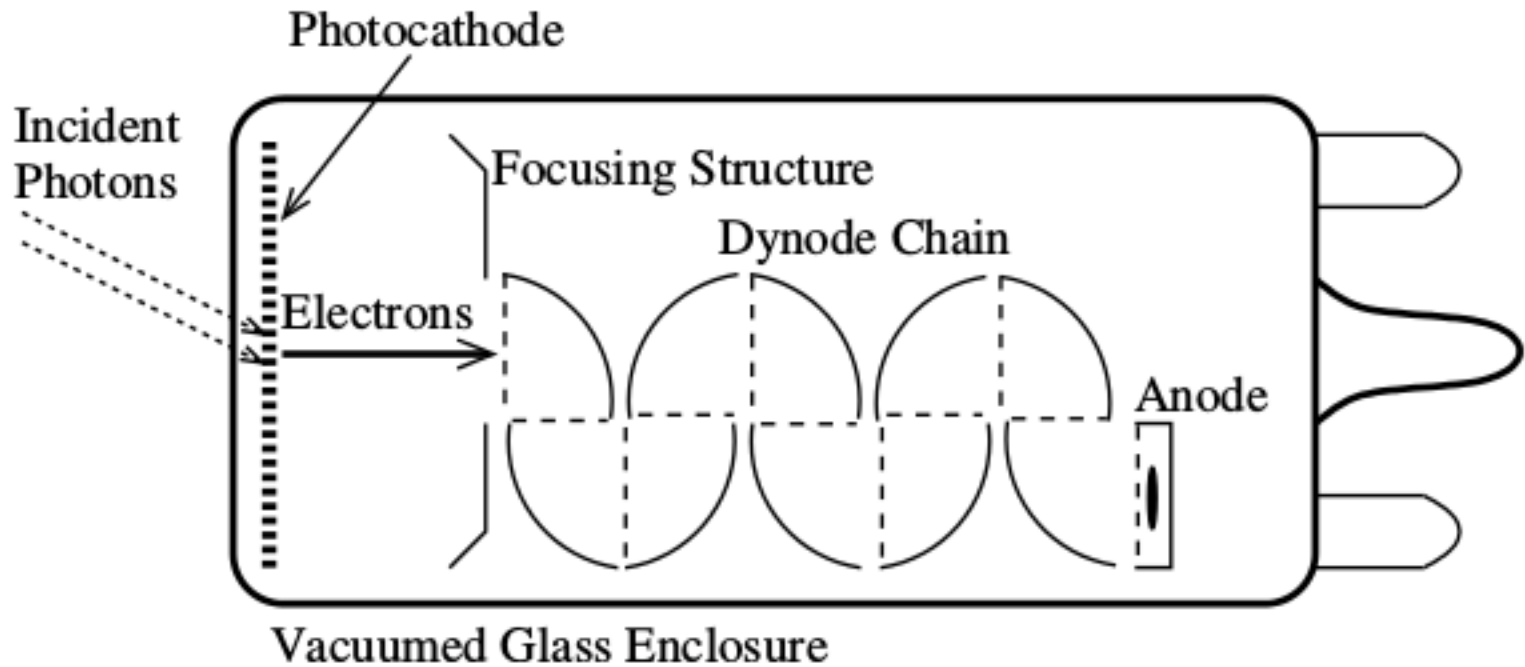 Photocathode
Incident
Photons
Focusing Structure
Dynode Chain
Electrons
Anode
Vacuumed Glass Enclosure